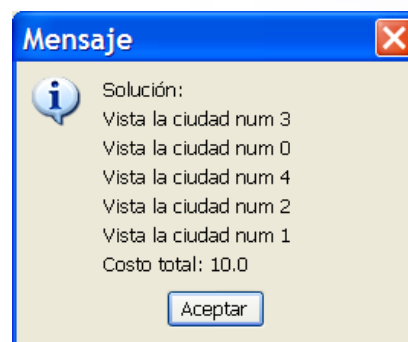 Mensaje
Solución:
Vista la ciudad num 3
Vista la ciudad num 0
Vista la ciudad num 4
Vista la ciudad num 2
Vista la ciudad num 1
Costo total: 10.0
Aceptar